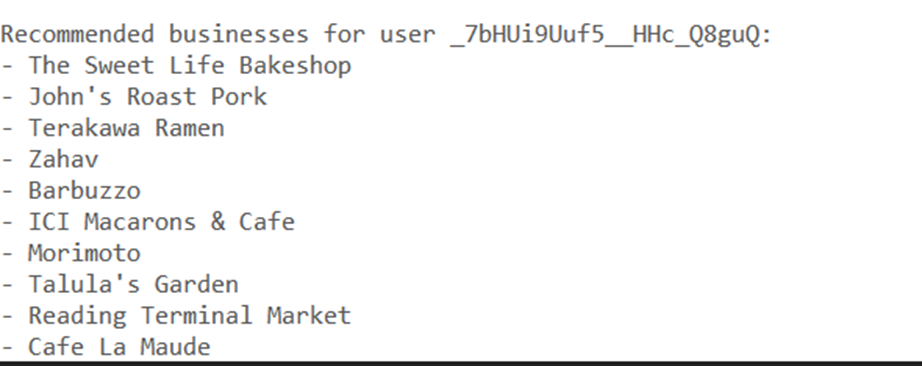 Recommended businesses for user _7bHUi9Uuf5__HHc_Q8guQ:
- The Sweet Life Bakeshop
- John's Roast Pork
- Terakawa Ramen
- Zahav
- Barbuzzo
- ICI Macarons & Cafe
- Morimoto
- Talula's Garden
- Reading Terminal Market
- Cafe La Maude